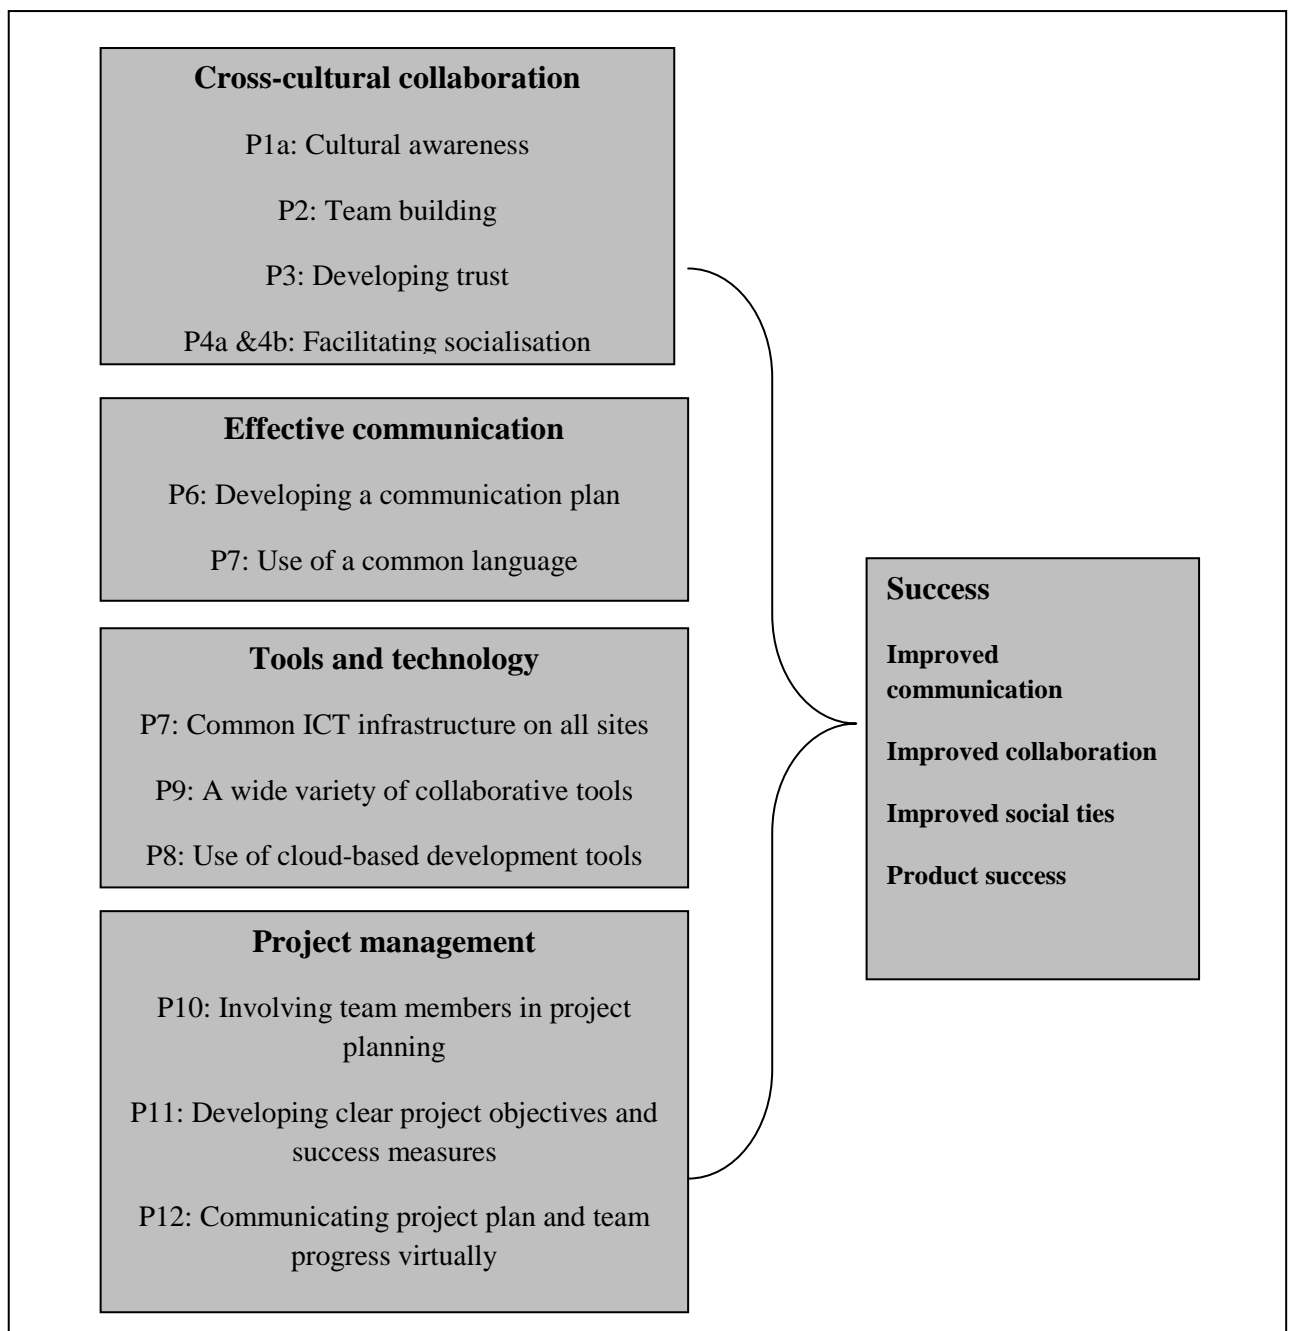 Cross-cultural collaboration
P1a: Cultural awareness
P2: Team building
P3: Developing trust
P4a &4b: Facilitating socialisation
Effective communication
P6: Developing a communication plan
P7: Use of a common language
Tools and technology
P7: Common ICT infrastructure on all sites
P9: A wide variety of collaborative tools
P8: Use of cloud-based development tools
Project management
P10: Involving team members in project
planning
P11: Developing clear project objectives and
success measures
P12: Communicating project plan and team
progress virtually
Success
Improved
communication
Improved collaboration
Improved social ties
Product success